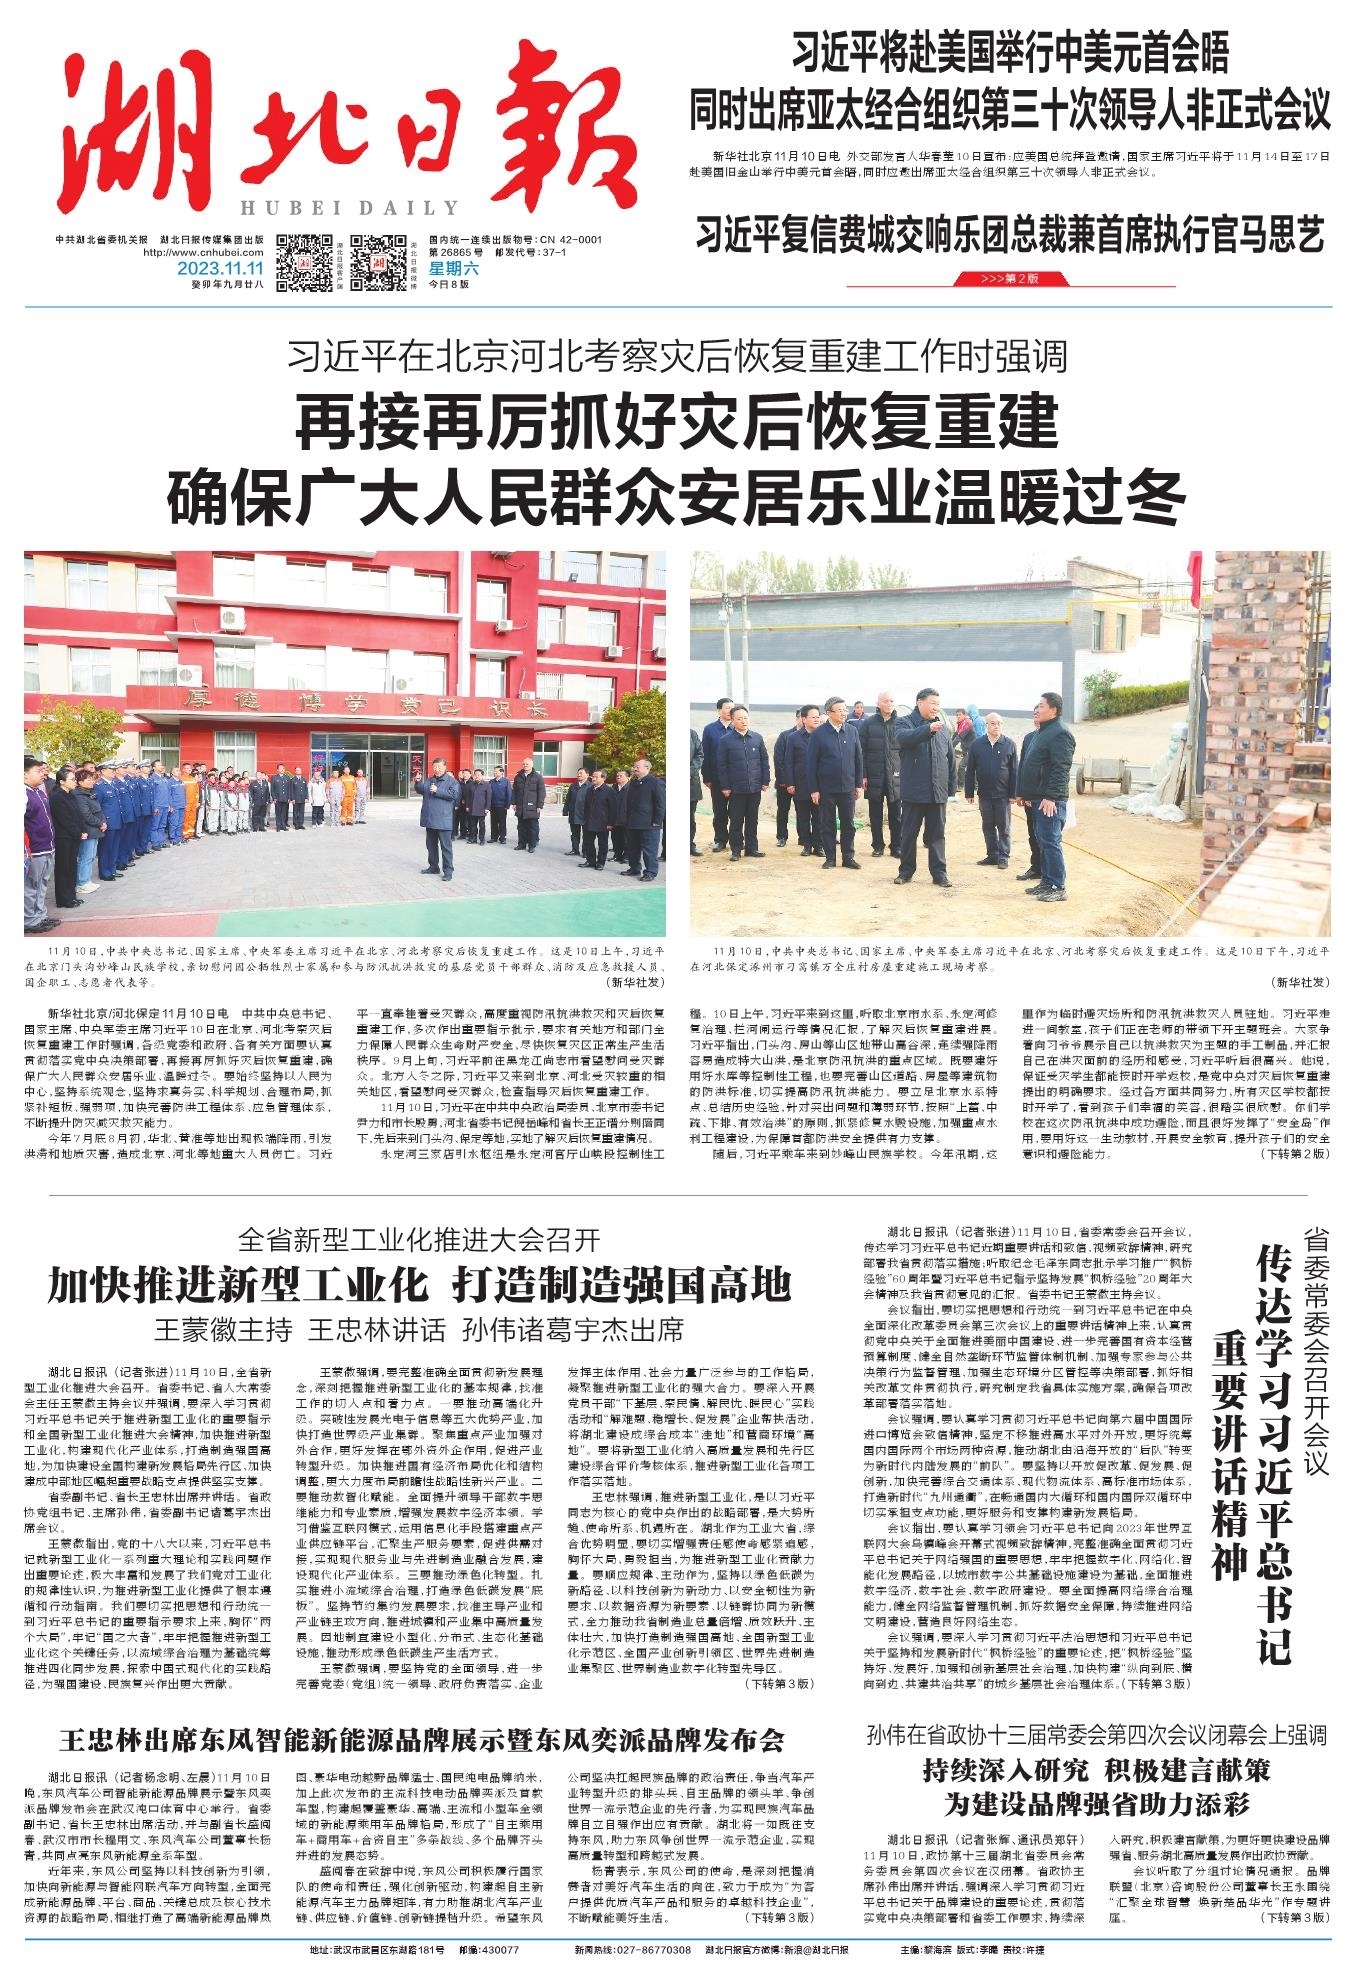 湖北日报
HUBEI DAILY
中共湖北省委机关报 湖北日报传媒集团出版
http://www.cnhubei.com
2023.11.11
癸卯年九月廿八
湖北日报客户端
湖北日报微博
国内统一连续出版物号:CN 42-0001
第26865号 邮发代号:37-1
星期六
今日8版
习近平将赴美国举行中美元首会晤
同时出席亚太经合组织第三十次领导人非正式会议
新华社北京11月10日电 外交部发言人华春莹10日宣布:应美国总统拜登邀请,国家主席习近平将于11月14日至17日
赴美国旧金山举行中美元首会晤,同时应邀出席亚太经合组织第三十次领导人非正式会议。
习近平复信费城交响乐团总裁兼首席执行官马思艺
>>>第2版
习近平在北京河北考察灾后恢复重建工作时强调
再接再厉抓好灾后恢复重建
确保广大人民群众安居乐业温暖过冬
厚德 博学 责己 识长
11月10日,中共中央总书记、国家主席、中央军委主席习近平在北京、河北考察灾后恢复重建工作。这是10日上午,习近平
在北京门头沟妙峰山民族学校,亲切慰问因公牺牲烈士家属和参与防汛抗洪救灾的基层党员干部群众、消防及应急救援人员、
国企职工、志愿者代表等。 (新华社发)
11月10日,中共中央总书记、国家主席、中央军委主席习近平在北京、河北考察灾后恢复重建工作。这是10日下午,习近平
在河北保定涿州市刁窝镇万全庄村房屋重建施工现场考察。
(新华社发)
新华社北京/河北保定11月10日电 中共中央总书记、
国家主席、中央军委主席习近平10日在北京、河北考察灾后
恢复重建工作时强调,各级党委和政府、各有关方面要认真
贯彻落实党中央决策部署,再接再厉抓好灾后恢复重建,确
保广大人民群众安居乐业、温暖过冬。要始终坚持以人民为
中心,坚持系统观念,坚持求真务实、科学规划、合理布局,抓
紧补短板、强弱项,加快完善防洪工程体系、应急管理体系,
不断提升防灾减灾救灾能力。
今年7月底8月初,华北、黄淮等地出现极端降雨,引发
洪涝和地质灾害,造成北京、河北等地重大人员伤亡。习近
平一直牵挂着受灾群众,高度重视防汛抗洪救灾和灾后恢复
重建工作,多次作出重要指示批示,要求有关地方和部门全
力保障人民群众生命财产安全,尽快恢复灾区正常生产生活
秩序。9月上旬,习近平前往黑龙江尚志市看望慰问受灾群
众。北方入冬之际,习近平又来到北京、河北受灾较重的相
关地区,看望慰问受灾群众,检查指导灾后恢复重建工作。
11月10日,习近平在中共中央政治局委员、北京市委书记
尹力和市长殷勇,河北省委书记倪岳峰和省长王正谱分别陪同
下,先后来到门头沟、保定等地,实地了解灾后恢复重建情况。
永定河三家店引水枢纽是永定河官厅山峡段控制性工
程。10日上午,习近平来到这里,听取北京市水系、永定河修
复治理、拦河闸运行等情况汇报,了解灾后恢复重建进展。
习近平指出,门头沟、房山等山区地带山高谷深,连续强降雨
容易造成特大山洪,是北京防汛抗洪的重点区域。既要建好
用好水库等控制性工程,也要完善山区道路、房屋等建筑物
的防洪标准,切实提高防汛抗洪能力。要立足北京水系特
点、总结历史经验,针对突出问题和薄弱环节,按照“上蓄、中
疏、下排、有效治洪”的原则,抓紧修复水毁设施,加强重点水
利工程建设,为保障首都防洪安全提供有力支撑。
随后,习近平乘车来到妙峰山民族学校。今年汛期,这
里作为临时避灾场所和防汛抗洪救灾人员驻地。习近平走
进一间教室,孩子们正在老师的带领下开主题班会。大家争
着向习爷爷展示自己以抗洪救灾为主题的手工制品,并汇报
自己在洪灾面前的经历和感受,习近平听后很高兴。他说,
保证受灾学生都能按时开学返校,是党中央对灾后恢复重建
提出的明确要求。经过各方面共同努力,所有灾区学校都按
时开学了,看到孩子们幸福的笑容,很踏实很欣慰。你们学
校在这次防汛抗洪中成功避险,而且很好发挥了“安全岛”作
用,要用好这一生动教材,开展安全教育,提升孩子们的安全
意识和避险能力。 (下转第2版)
全省新型工业化推进大会召开
加快推进新型工业化 打造制造强国高地
王蒙徽主持 王忠林讲话 孙伟诸葛宇杰出席
湖北日报讯 (记者张进)11月10日,全省新
型工业化推进大会召开。省委书记、省人大常委
会主任王蒙徽主持会议并强调,要深入学习贯彻
习近平总书记关于推进新型工业化的重要指示
和全国新型工业化推进大会精神,加快推进新型
工业化,构建现代化产业体系,打造制造强国高
地,为加快建设全国构建新发展格局先行区、加快
建成中部地区崛起重要战略支点提供坚实支撑。
省委副书记、省长王忠林出席并讲话。省政
协党组书记、主席孙伟,省委副书记诸葛宇杰出
席会议。
王蒙徽指出,党的十八大以来,习近平总书
记就新型工业化一系列重大理论和实践问题作
出重要论述,极大丰富和发展了我们党对工业化
的规律性认识,为推进新型工业化提供了根本遵
循和行动指南。我们要切实把思想和行动统一
到习近平总书记的重要指示要求上来,胸怀“两
个大局”,牢记“国之大者”,牢牢把握推进新型工
业化这个关键任务,以流域综合治理为基础统筹
推进四化同步发展,探索中国式现代化的实践路
径,为强国建设、民族复兴作出更大贡献。
王蒙徽强调,要完整准确全面贯彻新发展理
念,深刻把握推进新型工业化的基本规律,找准
工作的切入点和着力点。一要推动高端化升
级。突破性发展光电子信息等五大优势产业,加
快打造世界级产业集群。聚焦重点产业加强对
外合作,更好发挥在鄂外资外企作用,促进产业
转型升级。加快推进国有经济布局优化和结构
调整,更大力度布局前瞻性战略性新兴产业。二
要推动数智化赋能。全面提升领导干部数字思
维能力和专业素质,增强发展数字经济本领。学
习借鉴互联网模式,运用信息化手段搭建重点产
业供应链平台,汇聚生产服务要素,促进供需对
接,实现现代服务业与先进制造业融合发展,建
设现代化产业体系。三要推动绿色化转型。扎
实推进小流域综合治理,打造绿色低碳发展“底
板”。坚持节约集约发展要求,找准主导产业和
产业链主攻方向,推进城镇和产业集中高质量发
展。因地制宜建设小型化、分布式、生态化基础
设施,推动形成绿色低碳生产生活方式。
王蒙徽强调,要坚持党的全面领导,进一步
完善党委(党组)统一领导、政府负责落实、企业
发挥主体作用、社会力量广泛参与的工作格局,
凝聚推进新型工业化的强大合力。要深入开展
党员干部“下基层、察民情、解民忧、暖民心”实践
活动和“解难题、稳增长、促发展”企业帮扶活动,
将湖北建设成综合成本“洼地”和营商环境“高
地”。要将新型工业化纳入高质量发展和先行区
建设综合评价考核体系,推进新型工业化各项工
作落实落地。
王忠林强调,推进新型工业化,是以习近平
同志为核心的党中央作出的战略部署,是大势所
趋、使命所系、机遇所在。湖北作为工业大省,综
合优势明显,要切实增强责任感使命感紧迫感,
胸怀大局、勇毅担当,为推进新型工业化贡献力
量。要顺应规律、主动作为,坚持以绿色低碳为
新路径、以科技创新为新动力、以安全韧性为新
要求、以数据资源为新要素、以链群协同为新模
式,全力推动我省制造业总量倍增、质效跃升、主
体壮大,加快打造制造强国高地、全国新型工业
化示范区、全国产业创新引领区、世界先进制造
业集聚区、世界制造业数字化转型先导区。
(下转第3版)
省委常委会召开会议
传达学习习近平总书记
重要讲话精神
湖北日报讯 (记者张进)11月10日,省委常委会召开会议,
传达学习习近平总书记近期重要讲话和致信、视频致辞精神,研究
部署我省贯彻落实措施;听取纪念毛泽东同志批示学习推广“枫桥
经验”60周年暨习近平总书记指示坚持发展“枫桥经验”20周年大
会精神及我省贯彻意见的汇报。省委书记王蒙徽主持会议。
会议指出,要切实把思想和行动统一到习近平总书记在中央
全面深化改革委员会第三次会议上的重要讲话精神上来,认真贯
彻党中央关于全面推进美丽中国建设、进一步完善国有资本经营
预算制度、健全自然垄断环节监管体制机制、加强专家参与公共
决策行为监督管理、加强生态环境分区管控等决策部署,抓好相
关改革文件贯彻执行,研究制定我省具体实施方案,确保各项改
革部署落实落地。
会议强调,要认真学习贯彻习近平总书记向第六届中国国际
进口博览会致信精神,坚定不移推进高水平对外开放,更好统筹
国内国际两个市场两种资源,推动湖北由沿海开放的“后队”转变
为新时代内陆发展的“前队”。要坚持以开放促改革、促发展、促
创新,加快完善综合交通体系、现代物流体系、高标准市场体系,
打造新时代“九州通衢”,在畅通国内大循环和国内国际双循环中
切实承担支点功能,更好服务和支撑构建新发展格局。
会议指出,要认真学习领会习近平总书记向2023年世界互
联网大会乌镇峰会开幕式视频致辞精神,完整准确全面贯彻习近
平总书记关于网络强国的重要思想,牢牢把握数字化、网络化、智
能化发展路径,以城市数字公共基础设施建设为基础,全面推进
数字经济、数字社会、数字政府建设。要全面提高网络综合治理
能力,健全网络监督管理机制,抓好数据安全保障,持续推进网络
文明建设,营造良好网络生态。
会议强调,要深入学习贯彻习近平法治思想和习近平总书记
关于坚持和发展新时代“枫桥经验”的重要论述,把“枫桥经验”坚
持好、发展好,加强和创新基层社会治理,加快构建“纵向到底、横
向到边、共建共治共享”的城乡基层社会治理体系。(下转第3版)
王忠林出席东风智能新能源品牌展示暨东风奕派品牌发布会
湖北日报讯 (记者杨念明、左晨)11月10日
晚,东风汽车公司智能新能源品牌展示暨东风奕
派品牌发布会在武汉沌口体育中心举行。省委
副书记、省长王忠林出席活动,并与副省长盛阅
春、武汉市市长程用文、东风汽车公司董事长杨
青,共同点亮东风新能源全系车型。
近年来,东风公司坚持以科技创新为引领,
加快向新能源与智能网联汽车方向转型,全面完
成新能源品牌、平台、商品、关键总成及核心技术
资源的战略布局,相继打造了高端新能源品牌岚
图、豪华电动越野品牌猛士、国民纯电品牌纳米,
加上此次发布的主流科技电动品牌奕派及首款
车型,构建起覆盖豪华、高端、主流和小型车全领
域的新能源乘用车品牌格局,形成了“自主乘用
车+商用车+合资自主”多条战线、多个品牌齐头
并进的发展态势。
盛阅春在致辞中说,东风公司积极履行国家
队的使命和责任,强化创新驱动,构建起自主新
能源汽车主力品牌矩阵,有力助推湖北汽车产业
链、供应链、价值链、创新链提档升级。希望东风
公司坚决扛起民族品牌的政治责任,争当汽车产
业转型升级的排头兵、自主品牌的领头羊、争创
世界一流示范企业的先行者,为实现民族汽车品
牌自立自强作出应有贡献。湖北将一如既往支
持东风,助力东风争创世界一流示范企业,实现
高质量转型和跨越式发展。
杨青表示,东风公司的使命,是深刻把握消
费者对美好汽车生活的向往,致力于成为“为客
户提供优质汽车产品和服务的卓越科技企业”,
不断赋能美好生活。 (下转第3版)
孙伟在省政协十三届常委会第四次会议闭幕会上强调
持续深入研究 积极建言献策
为建设品牌强省助力添彩
湖北日报讯 (记者张辉、通讯员郑轩)
11月10日,政协第十三届湖北省委员会常
务委员会第四次会议在汉闭幕。省政协主
席孙伟出席并讲话,强调深入学习贯彻习近
平总书记关于品牌建设的重要论述,贯彻落
实党中央决策部署和省委工作要求,持续深
入研究,积极建言献策,为更好更快建设品牌
强省、服务湖北高质量发展作出政协贡献。
会议听取了分组讨论情况通报。品牌
联盟(北京)咨询股份公司董事长王永围绕
“汇聚全球智慧 焕新楚品华光”作专题讲
座。 (下转第3版)
地址:武汉市武昌区东湖路181号 邮编:430077 新闻热线:027-86770308 湖北日报官方微博:新浪@湖北日报 主编:黎海滨 版式:李曙 责校:许建